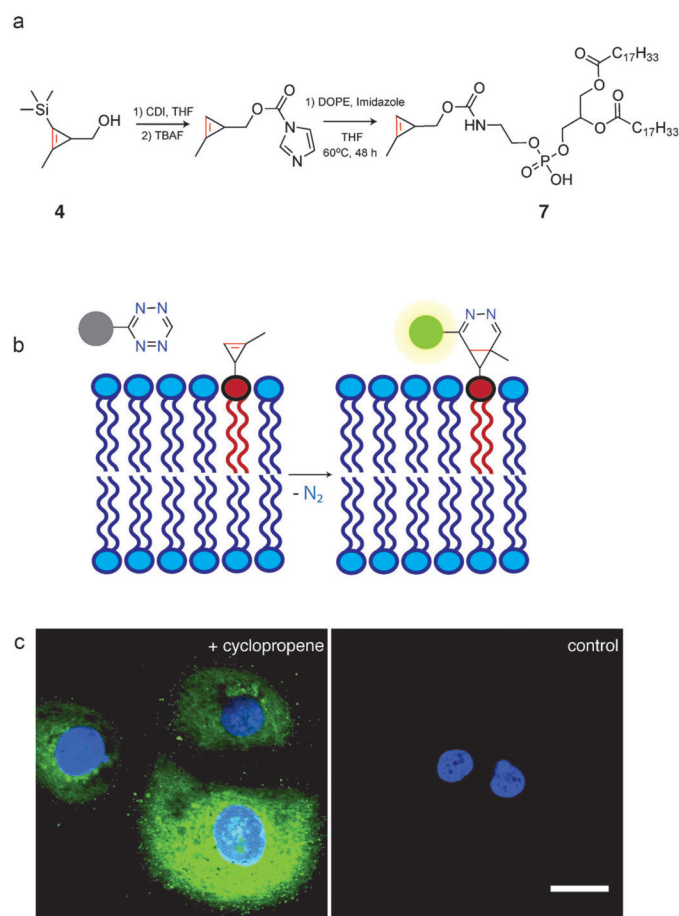 a
C₁₇H₃₃
O
O
Si
OH
1) CDI, THF
2) TBAF
O
O
N
N
1) DOPE, Imidazole
THF
60ºC, 48 h
O
O
NH
O
O
P
O
OH
O
O
C₁₇H₃₃
4
7
b
N
N
N
N
N
N
- N₂
c
+ cyclopropene
control